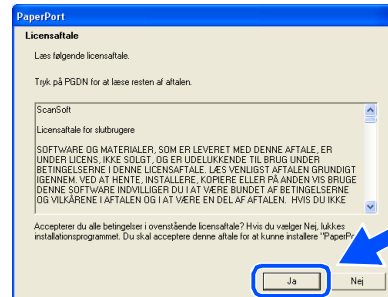 PaperPort
Licensaftale
Læs følgende licensaftale.
Tryk på PGDN for at læse resten af aftalen.
ScanSoft
Licensaftale for slutbrugere
SOFTWARE OG MATERIALER, SOM ER LEVERET MED DENNE AFTALE, ER
UNDER LICENS, IKKE SOLGT, OG ER UDELUKKENDE TIL BRUG UNDER
BETINGELSERNE I DENNE LICENSAFTALE. LÆS VENLIGST AFTALEN GRUNDIGT
IGENNEM. VED AT HENTE, INSTALLERE, KOPIERE ELLER PÅ ANDEN VIS BRUGE
DENNE SOFTWARE INDVILLIGER DU I AT VÆRE BUNDET AF BETINGELSERNE
OG VILKÅRENE I AFTALEN OG I AT VÆRE EN DEL AF AFTALEN. HVIS DU IKKE
Accepterer du alle betingelser i ovenstående licensaftale? Hvis du vælger Nej, lukkes
installationsprogrammet. Du skal acceptere denne aftale for at kunne installere "PaperPo
Ja
Nej